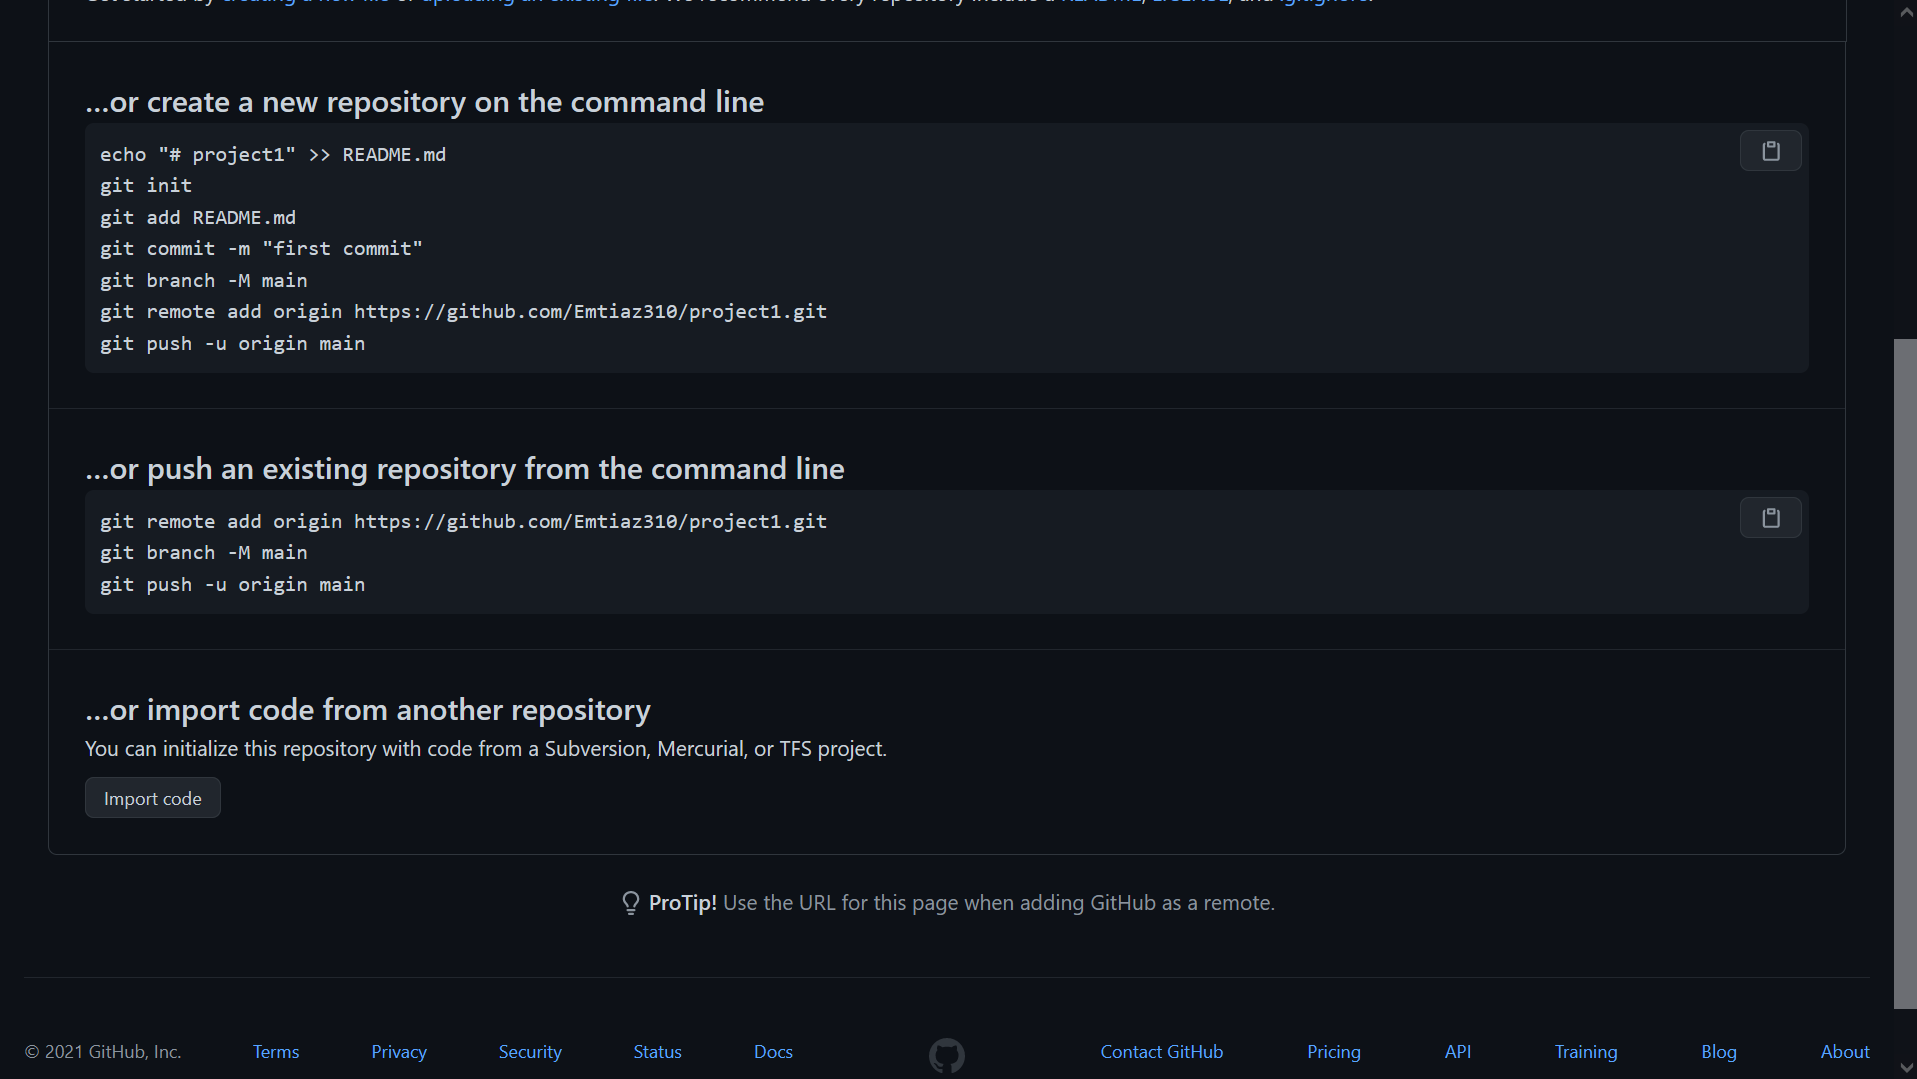 …or create a new repository on the command line
echo "# project1" >> README.md
git init
git add README.md
git commit -m "first commit"
git branch -M main
git remote add origin https://github.com/Emtiaz310/project1.git
git push -u origin main
…or push an existing repository from the command line
git remote add origin https://github.com/Emtiaz310/project1.git
git branch -M main
git push -u origin main
…or import code from another repository
You can initialize this repository with code from a Subversion, Mercurial, or TFS project.
Import code
ProTip! Use the URL for this page when adding GitHub as a remote.
© 2021 GitHub, Inc. Terms Privacy Security Status Docs Contact GitHub Pricing API Training Blog About